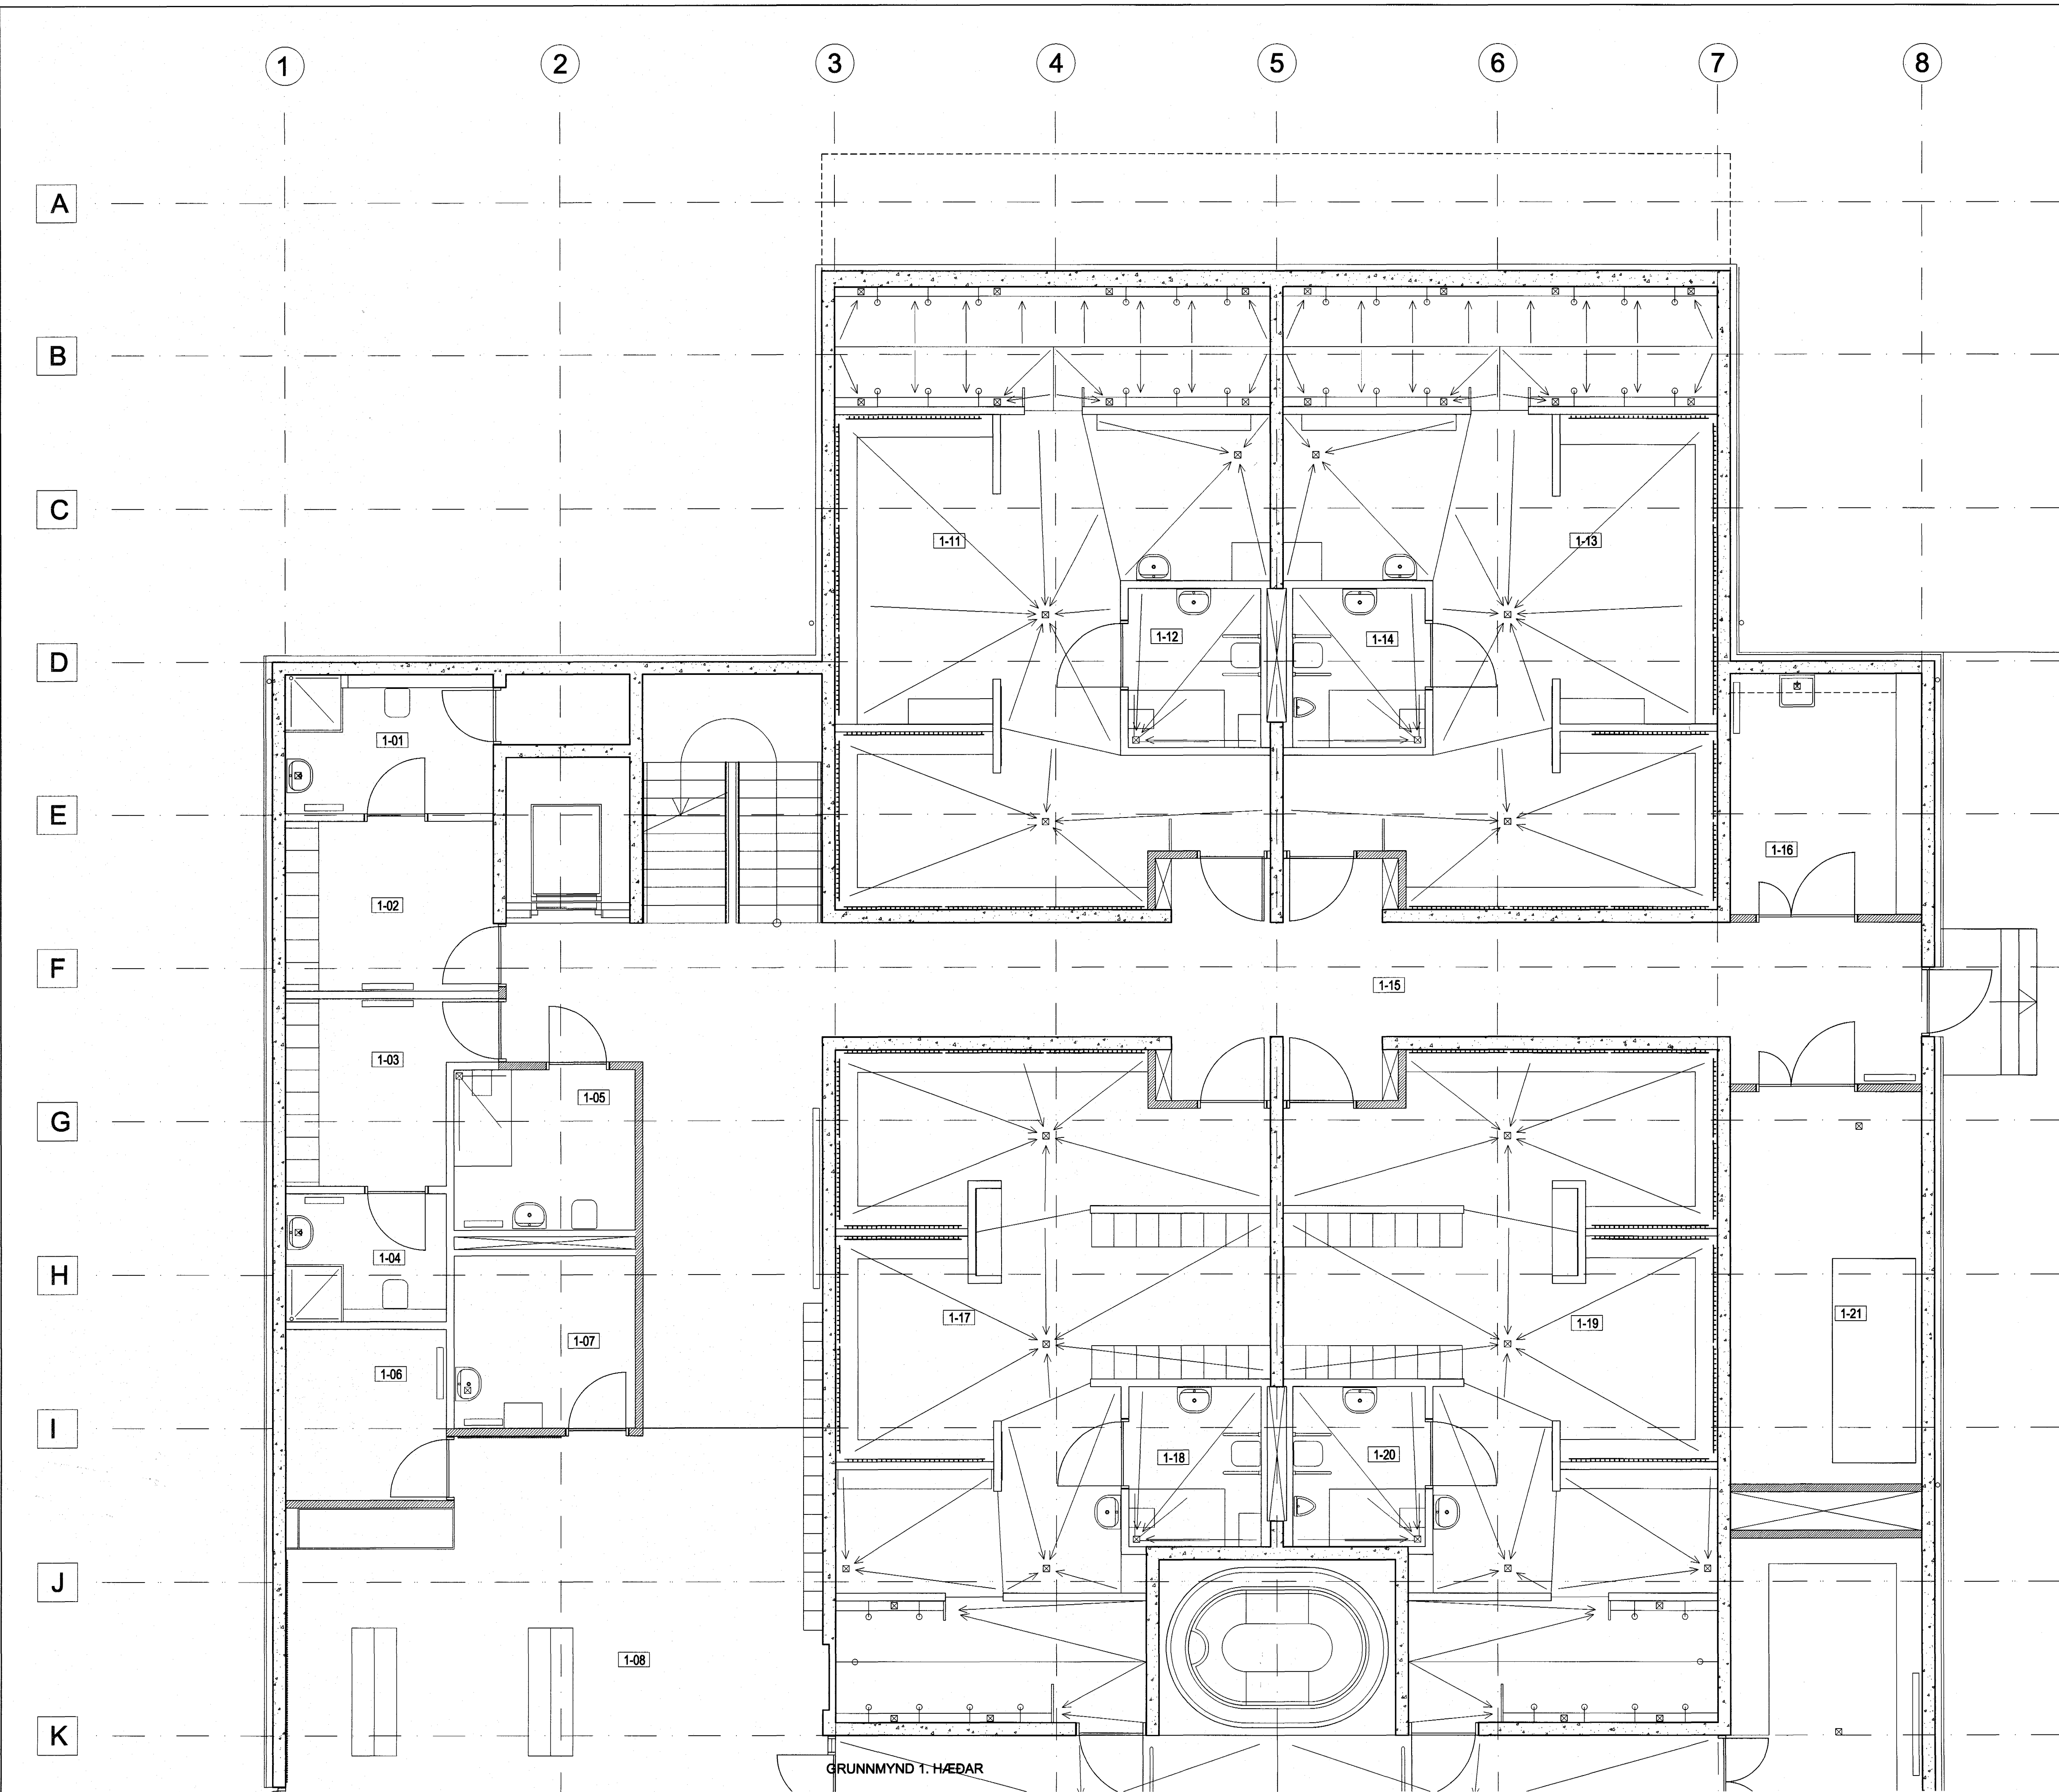 1 2 3 4 5 6 7 8
A
B
C
1-11 1-13
1-12 1-14
D
1-01
E
1-16
1-02
F
1-15
1-03
1-05
G
1-04
H
1-21
1-17 1-19
1-07
1-06
I
1-18 1-20
J
1-08
K
GRUNNMYND 1. HÆÐAR